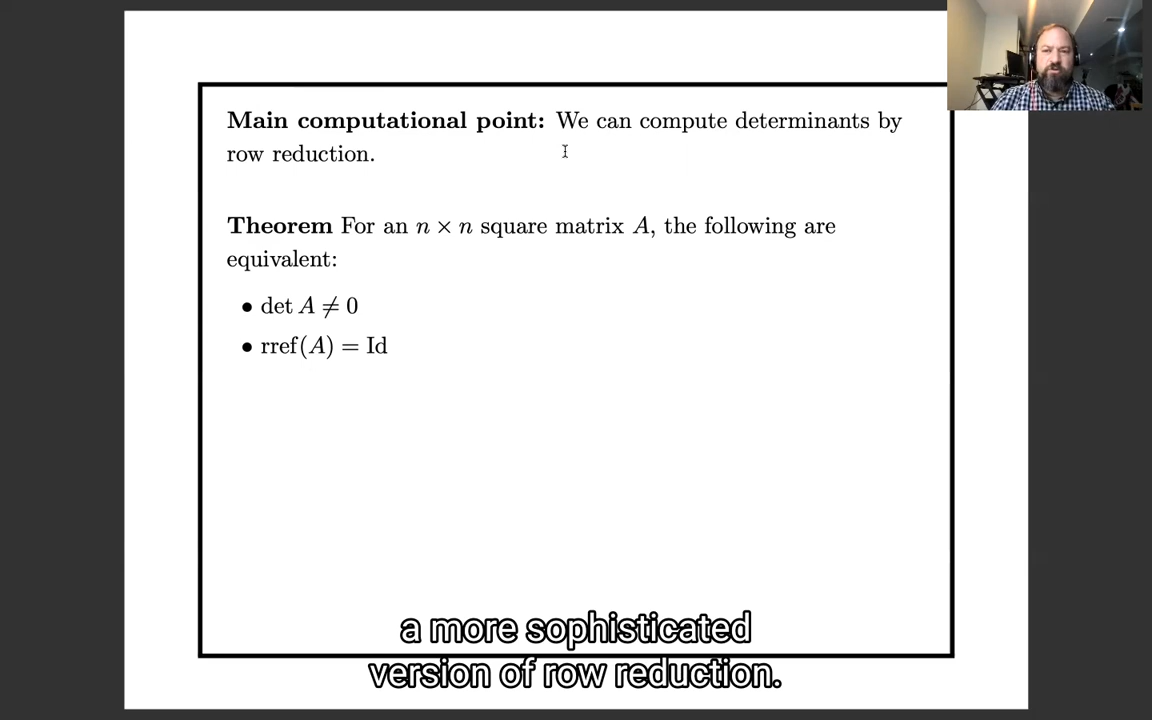 Main computational point: We can compute determinants by
row reduction.
Theorem For an n × n square matrix A, the following are
equivalent:
• det A ≠ 0
• rref(A) = Id
a more sophisticated
version of row reduction.